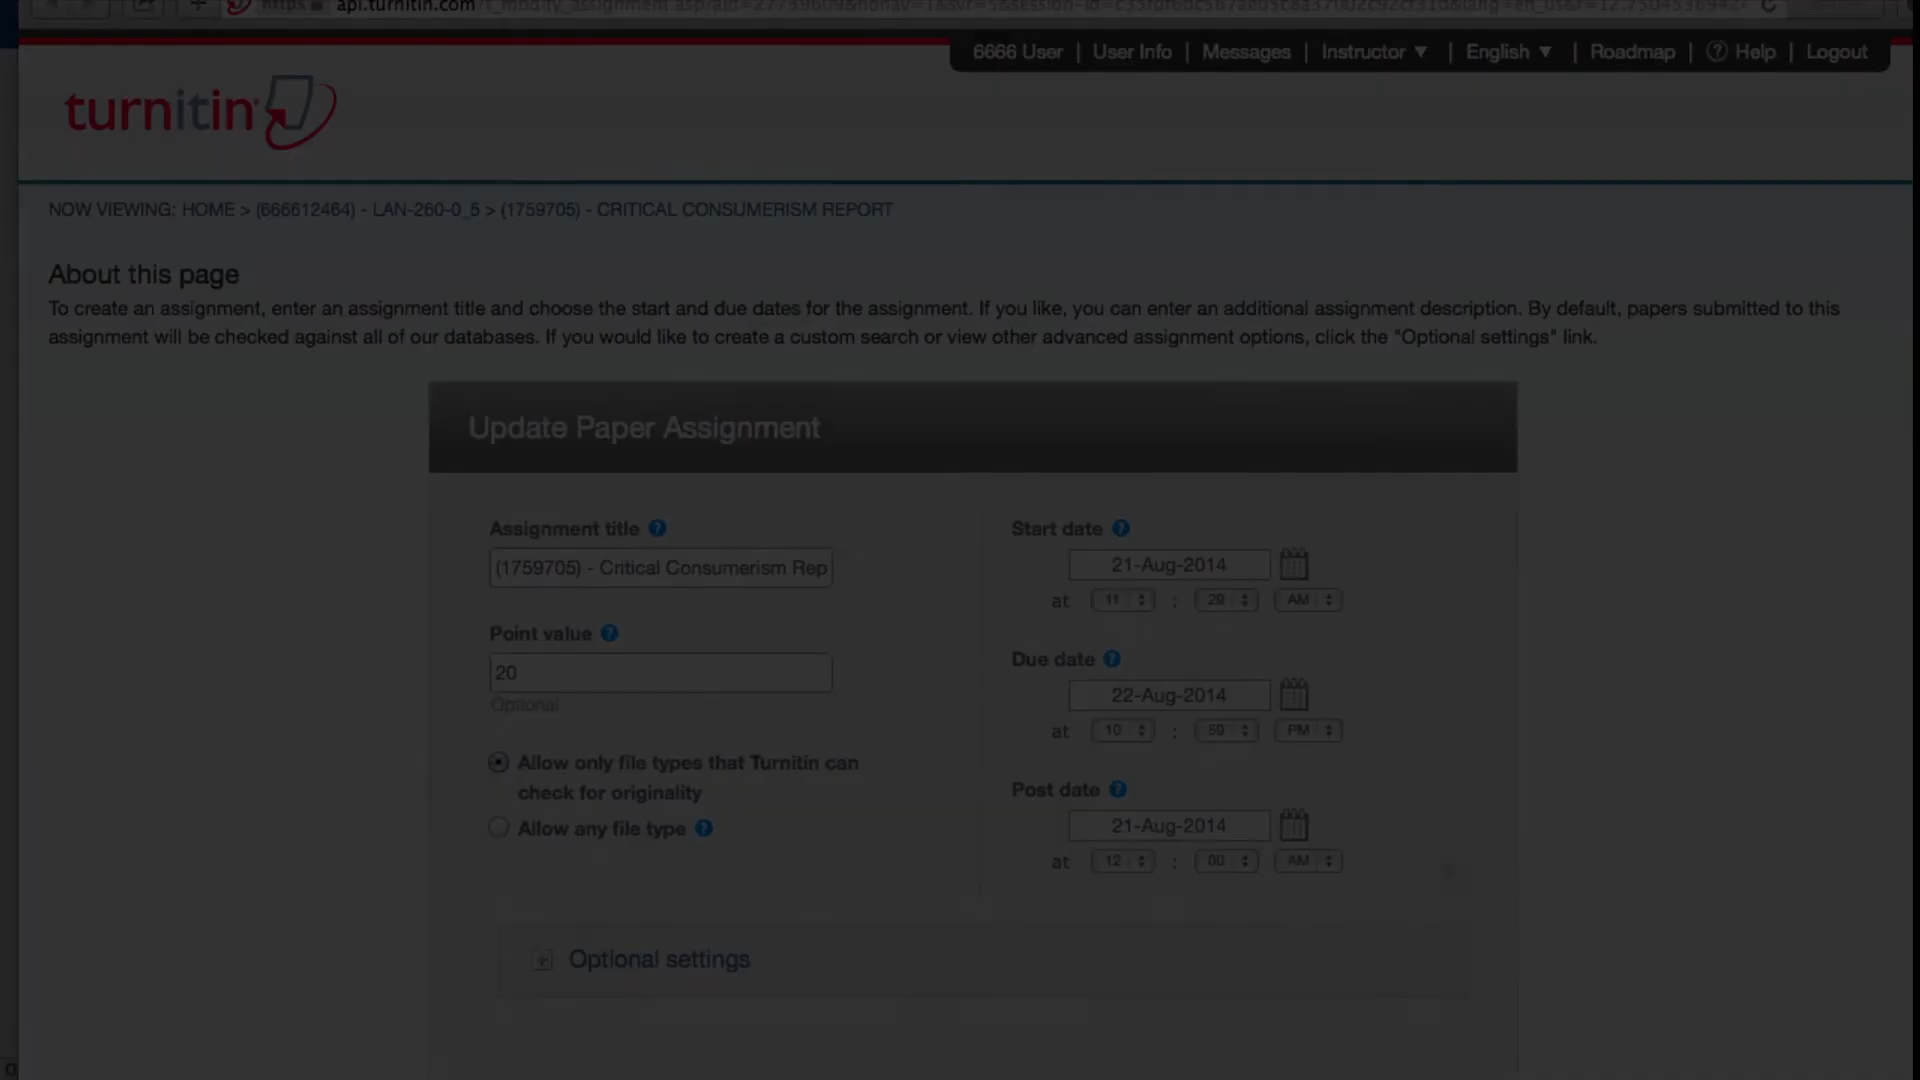 https api.turnitin.com
6666 User | User Info | Messages | Instructor ▼ | English ▼ | Roadmap | ? Help | Logout
turnitin
NOW VIEWING: HOME > (666612464) - LAN-260-0_5 > (1759705) - CRITICAL CONSUMERISM REPORT
About this page
To create an assignment, enter an assignment title and choose the start and due dates for the assignment. If you like, you can enter an additional assignment description. By default, papers submitted to this
assignment will be checked against all of our databases. If you would like to create a custom search or view other advanced assignment options, click the "Optional settings" link.
Update Paper Assignment
Assignment title ?
(1759705) - Critical Consumerism Rep
Point value ?
20
Optional
Allow only file types that Turnitin can
check for originality
Allow any file type ?
Start date ?
21-Aug-2014
at 11 : 29 AM
Due date ?
22-Aug-2014
at 10 : 59 PM
Post date ?
21-Aug-2014
at 12 : 00 AM
Optional settings